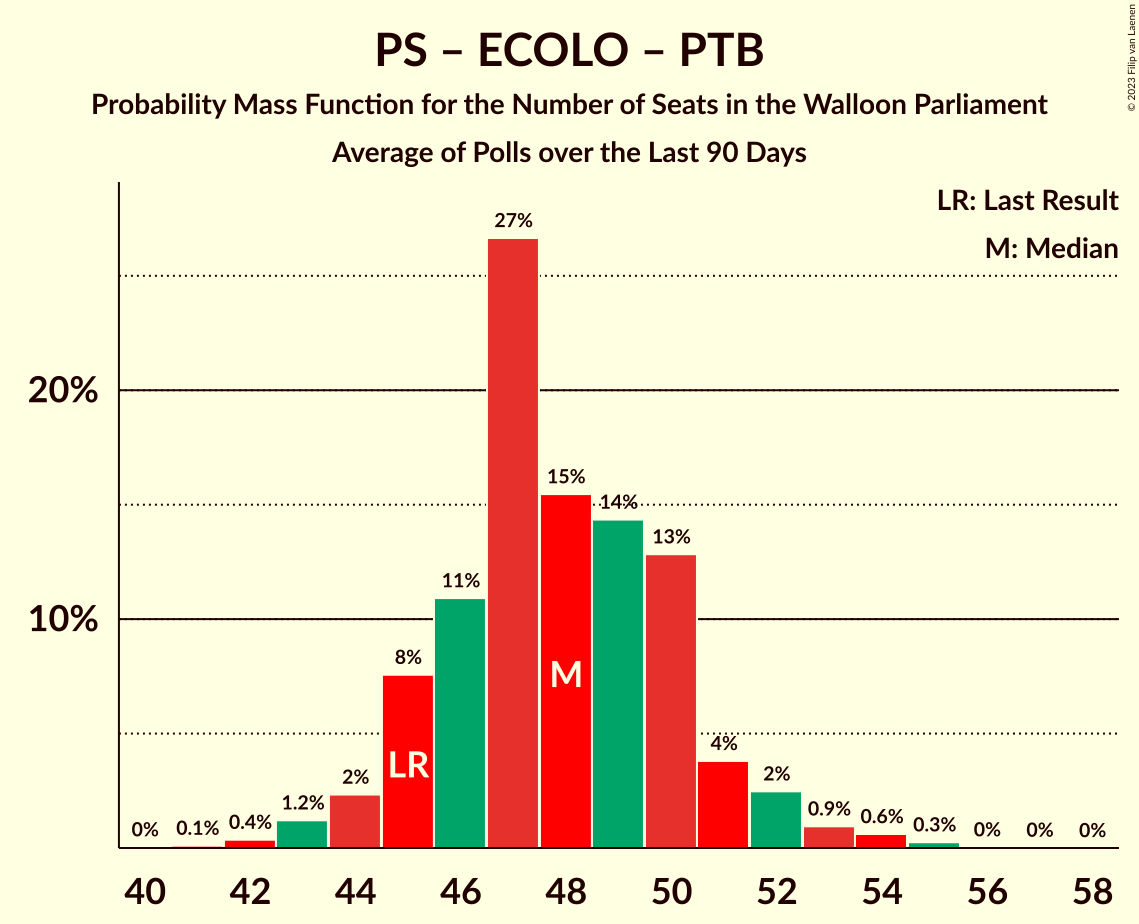 PS – ECOLO – PTB
Probability Mass Function for the Number of Seats in the Walloon Parliament
Average of Polls over the Last 90 Days
© 2023 Filip van Laenen
LR: Last Result
M: Median
20%
10%
0%
0.1%
0.4%
1.2%
2%
8%
11%
27%
15%
14%
13%
4%
2%
0.9%
0.6%
0.3%
0%
0%
0%
LR
M
40 42 44 46 48 50 52 54 56 58